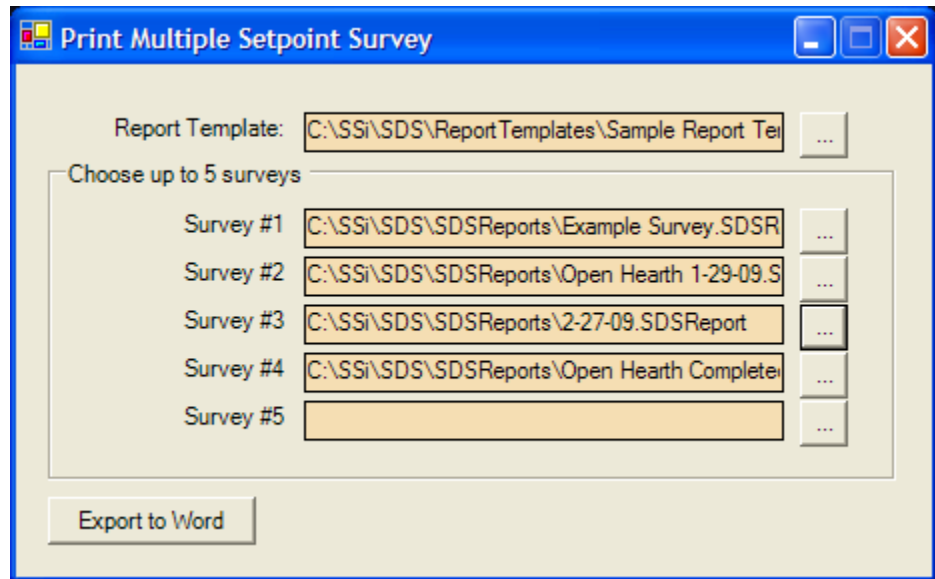 Print Multiple Setpoint Survey
Report Template: C:\SSi\SDS\ReportTemplates\Sample Report Te ...
Choose up to 5 surveys
Survey #1 C:\SSi\SDS\SDSReports\Example Survey.SDSR ...
Survey #2 C:\SSi\SDS\SDSReports\Open Hearth 1-29-09.S ...
Survey #3 C:\SSi\SDS\SDSReports\2-27-09.SDSReport ...
Survey #4 C:\SSi\SDS\SDSReports\Open Hearth Complete ...
Survey #5 ...
Export to Word